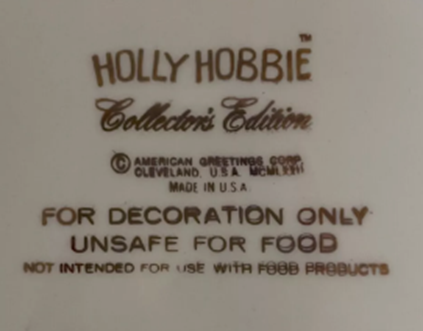 HOLLY HOBBIE™
Collector's Edition
© AMERICAN GREETINGS CORP.
CLEVELAND, U.S.A. MCMLXXII
MADE IN U.S.A.
FOR DECORATION ONLY
UNSAFE FOR FOOD
NOT INTENDED FOR USE WITH FOOD PRODUCTS